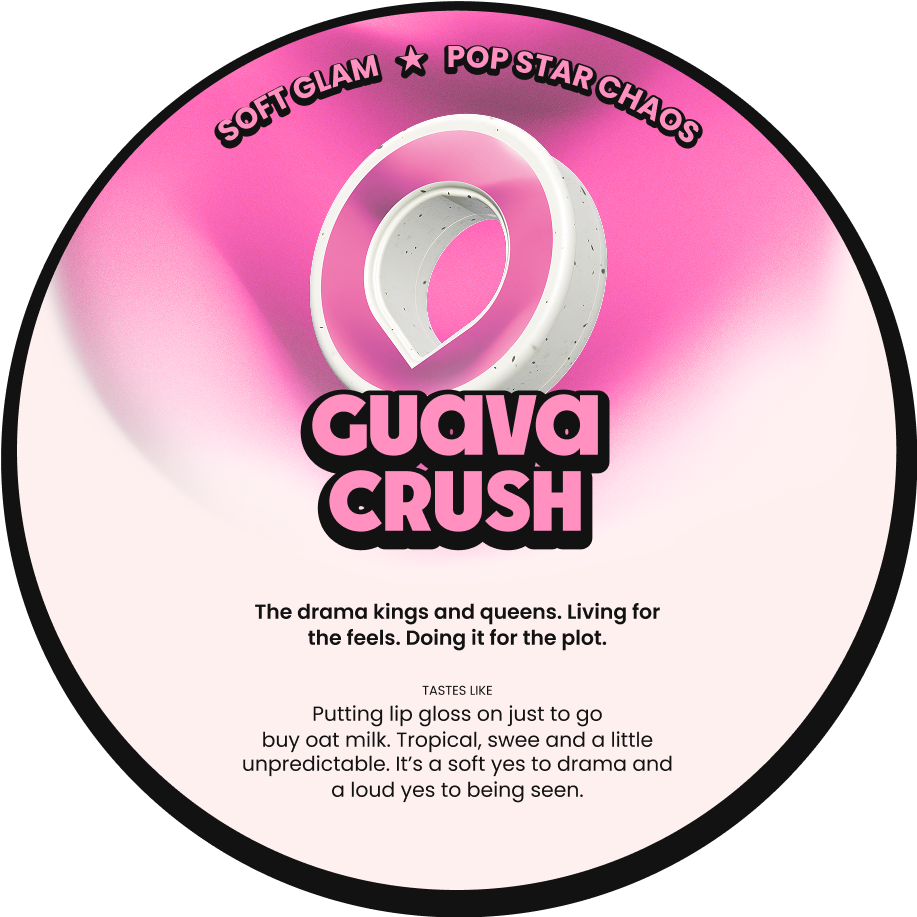 SOFT GLAM ★ POP STAR CHAOS
GUAVA
CRUSH
The drama kings and queens. Living for
the feels. Doing it for the plot.
TASTES LIKE
Putting lip gloss on just to go
buy oat milk. Tropical, swee and a little
unpredictable. It’s a soft yes to drama and
a loud yes to being seen.